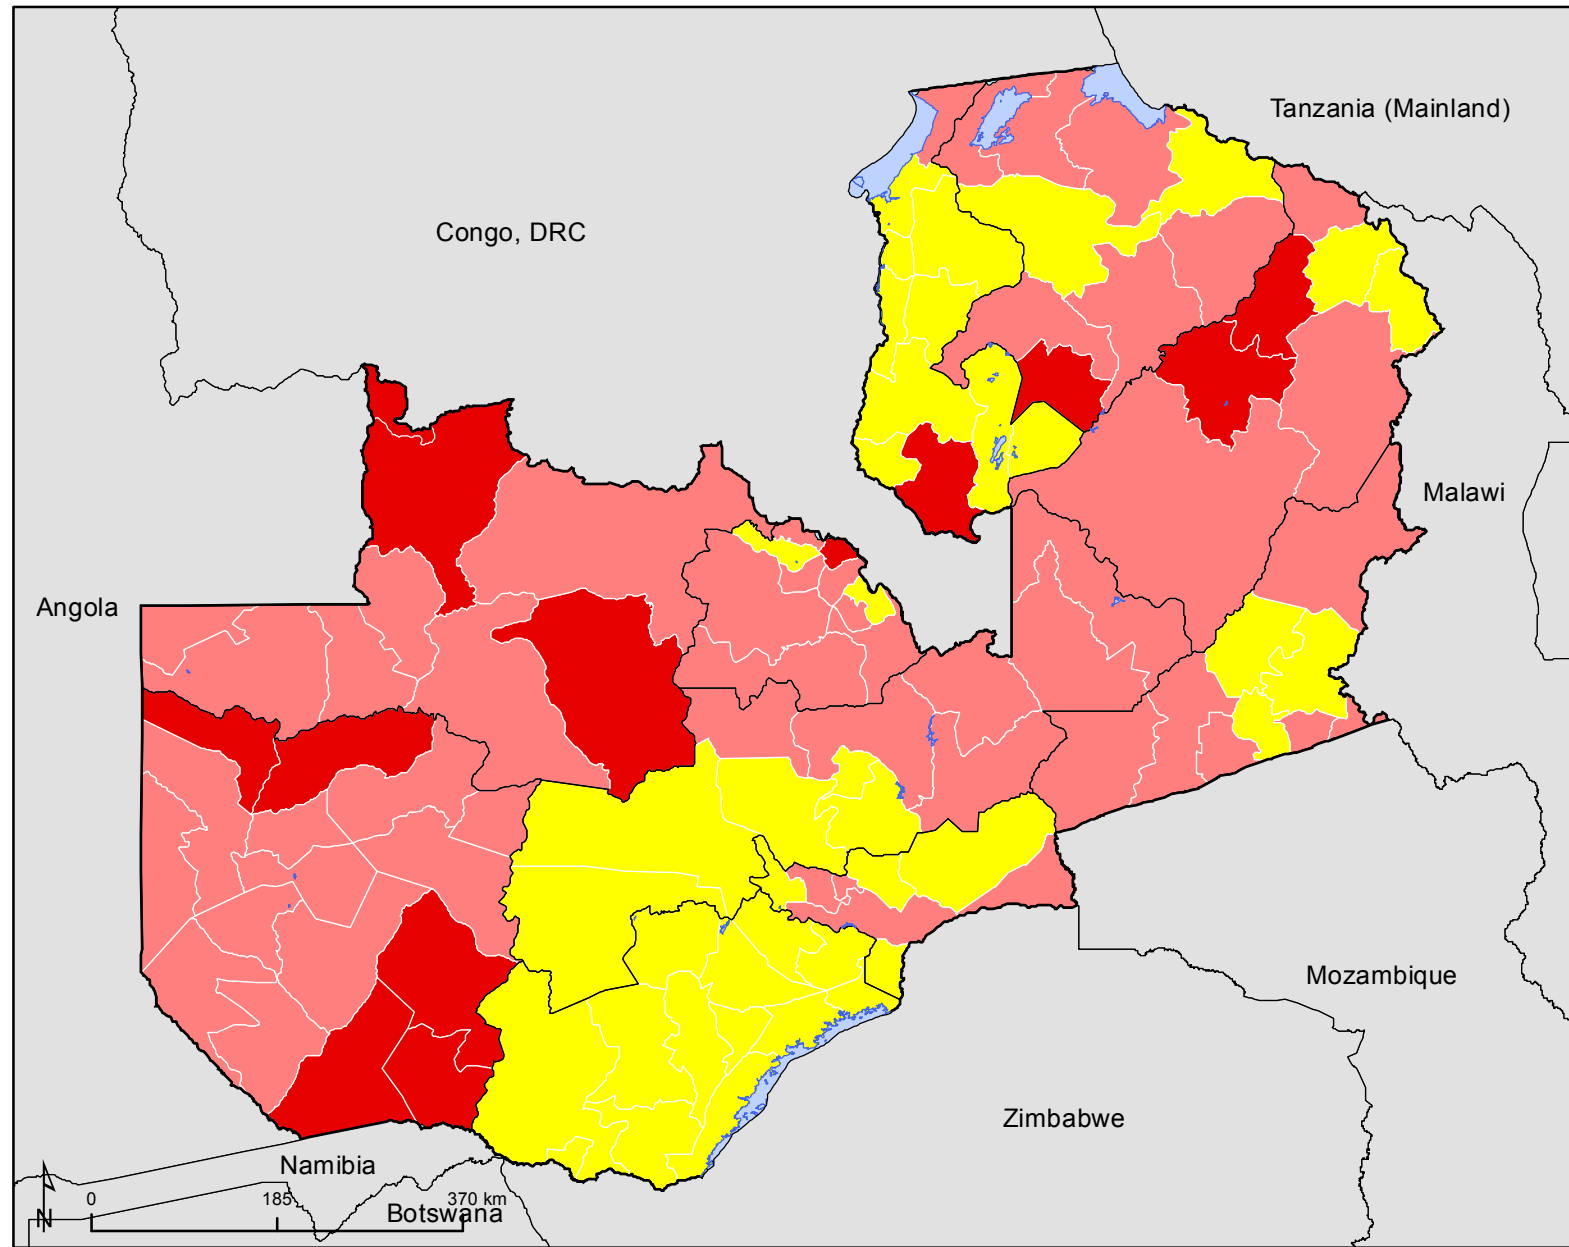 Tanzania (Mainland)
Congo, DRC
Malawi
Angola
Mozambique
Zimbabwe
Namibia
0 185 370 km
N
Botswana